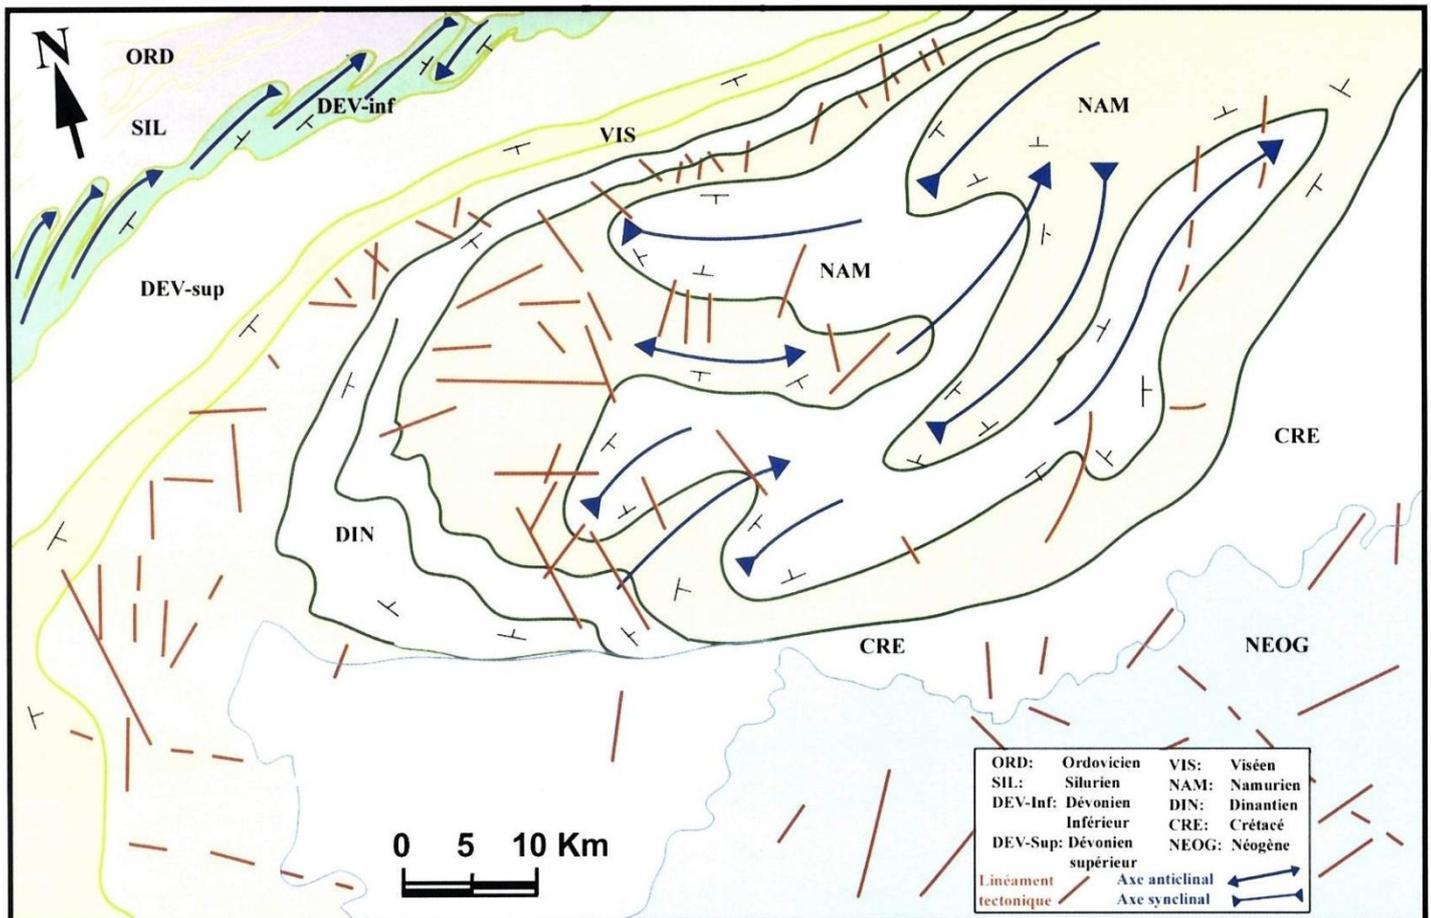 N
ORD
SIL
DEV-inf
VIS
NAM
DEV-sup
NAM
CRE
DIN
CRE
NEOG
ORD: Ordovicien VIS: Viséen
SIL: Silurien NAM: Namurien
DEV-Inf: Dévonien DIN: Dinantien
Inférieur CRE: Crétacé
DEV-Sup: Dévonien NEOG: Néogène
supérieur
Linéament Axe anticlinal
tectonique Axe synclinal
0 5 10 Km